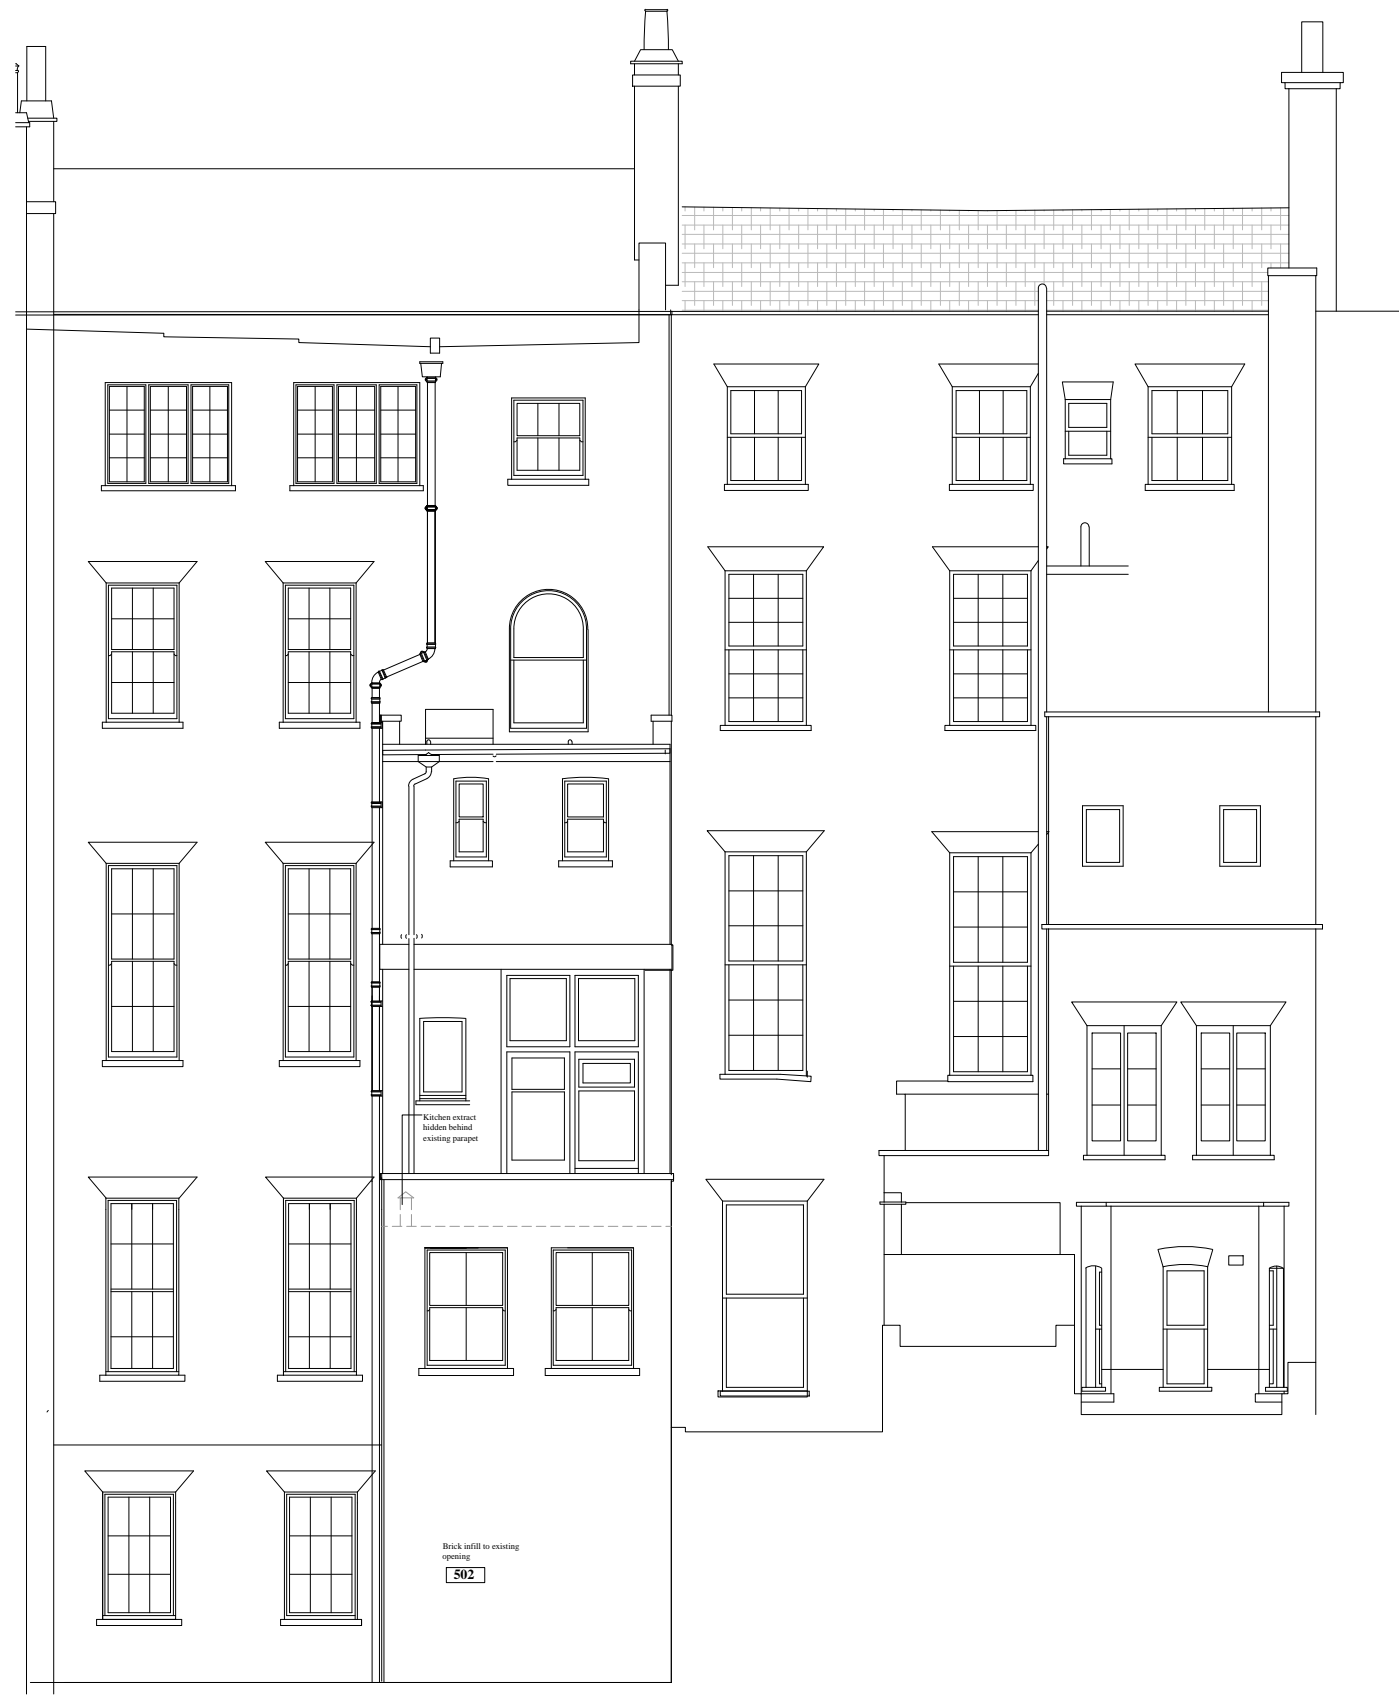 Kitchen extract
hidden behind
existing parapet
Brick infill to existing
opening
502